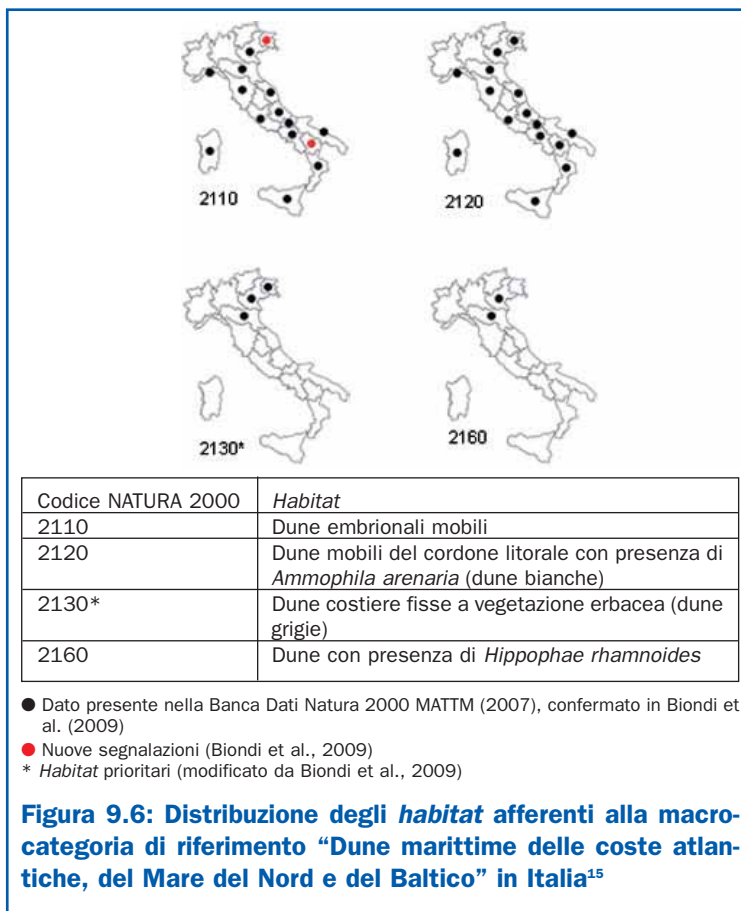 2110
2120
2130*
2160
Codice NATURA 2000 Habitat
2110 Dune embrionali mobili
2120 Dune mobili del cordone litorale con presenza di
Ammophila arenaria (dune bianche)
2130* Dune costiere fisse a vegetazione erbacea (dune
grigie)
2160 Dune con presenza di Hippophae rhamnoides
● Dato presente nella Banca Dati Natura 2000 MATTM (2007), confermato in Biondi et
al. (2009)
● Nuove segnalazioni (Biondi et al., 2009)
* Habitat prioritari (modificato da Biondi et al., 2009)
Figura 9.6: Distribuzione degli habitat afferenti alla macro-
categoria di riferimento “Dune marittime delle coste atlan-
tiche, del Mare del Nord e del Baltico” in Italia¹⁵